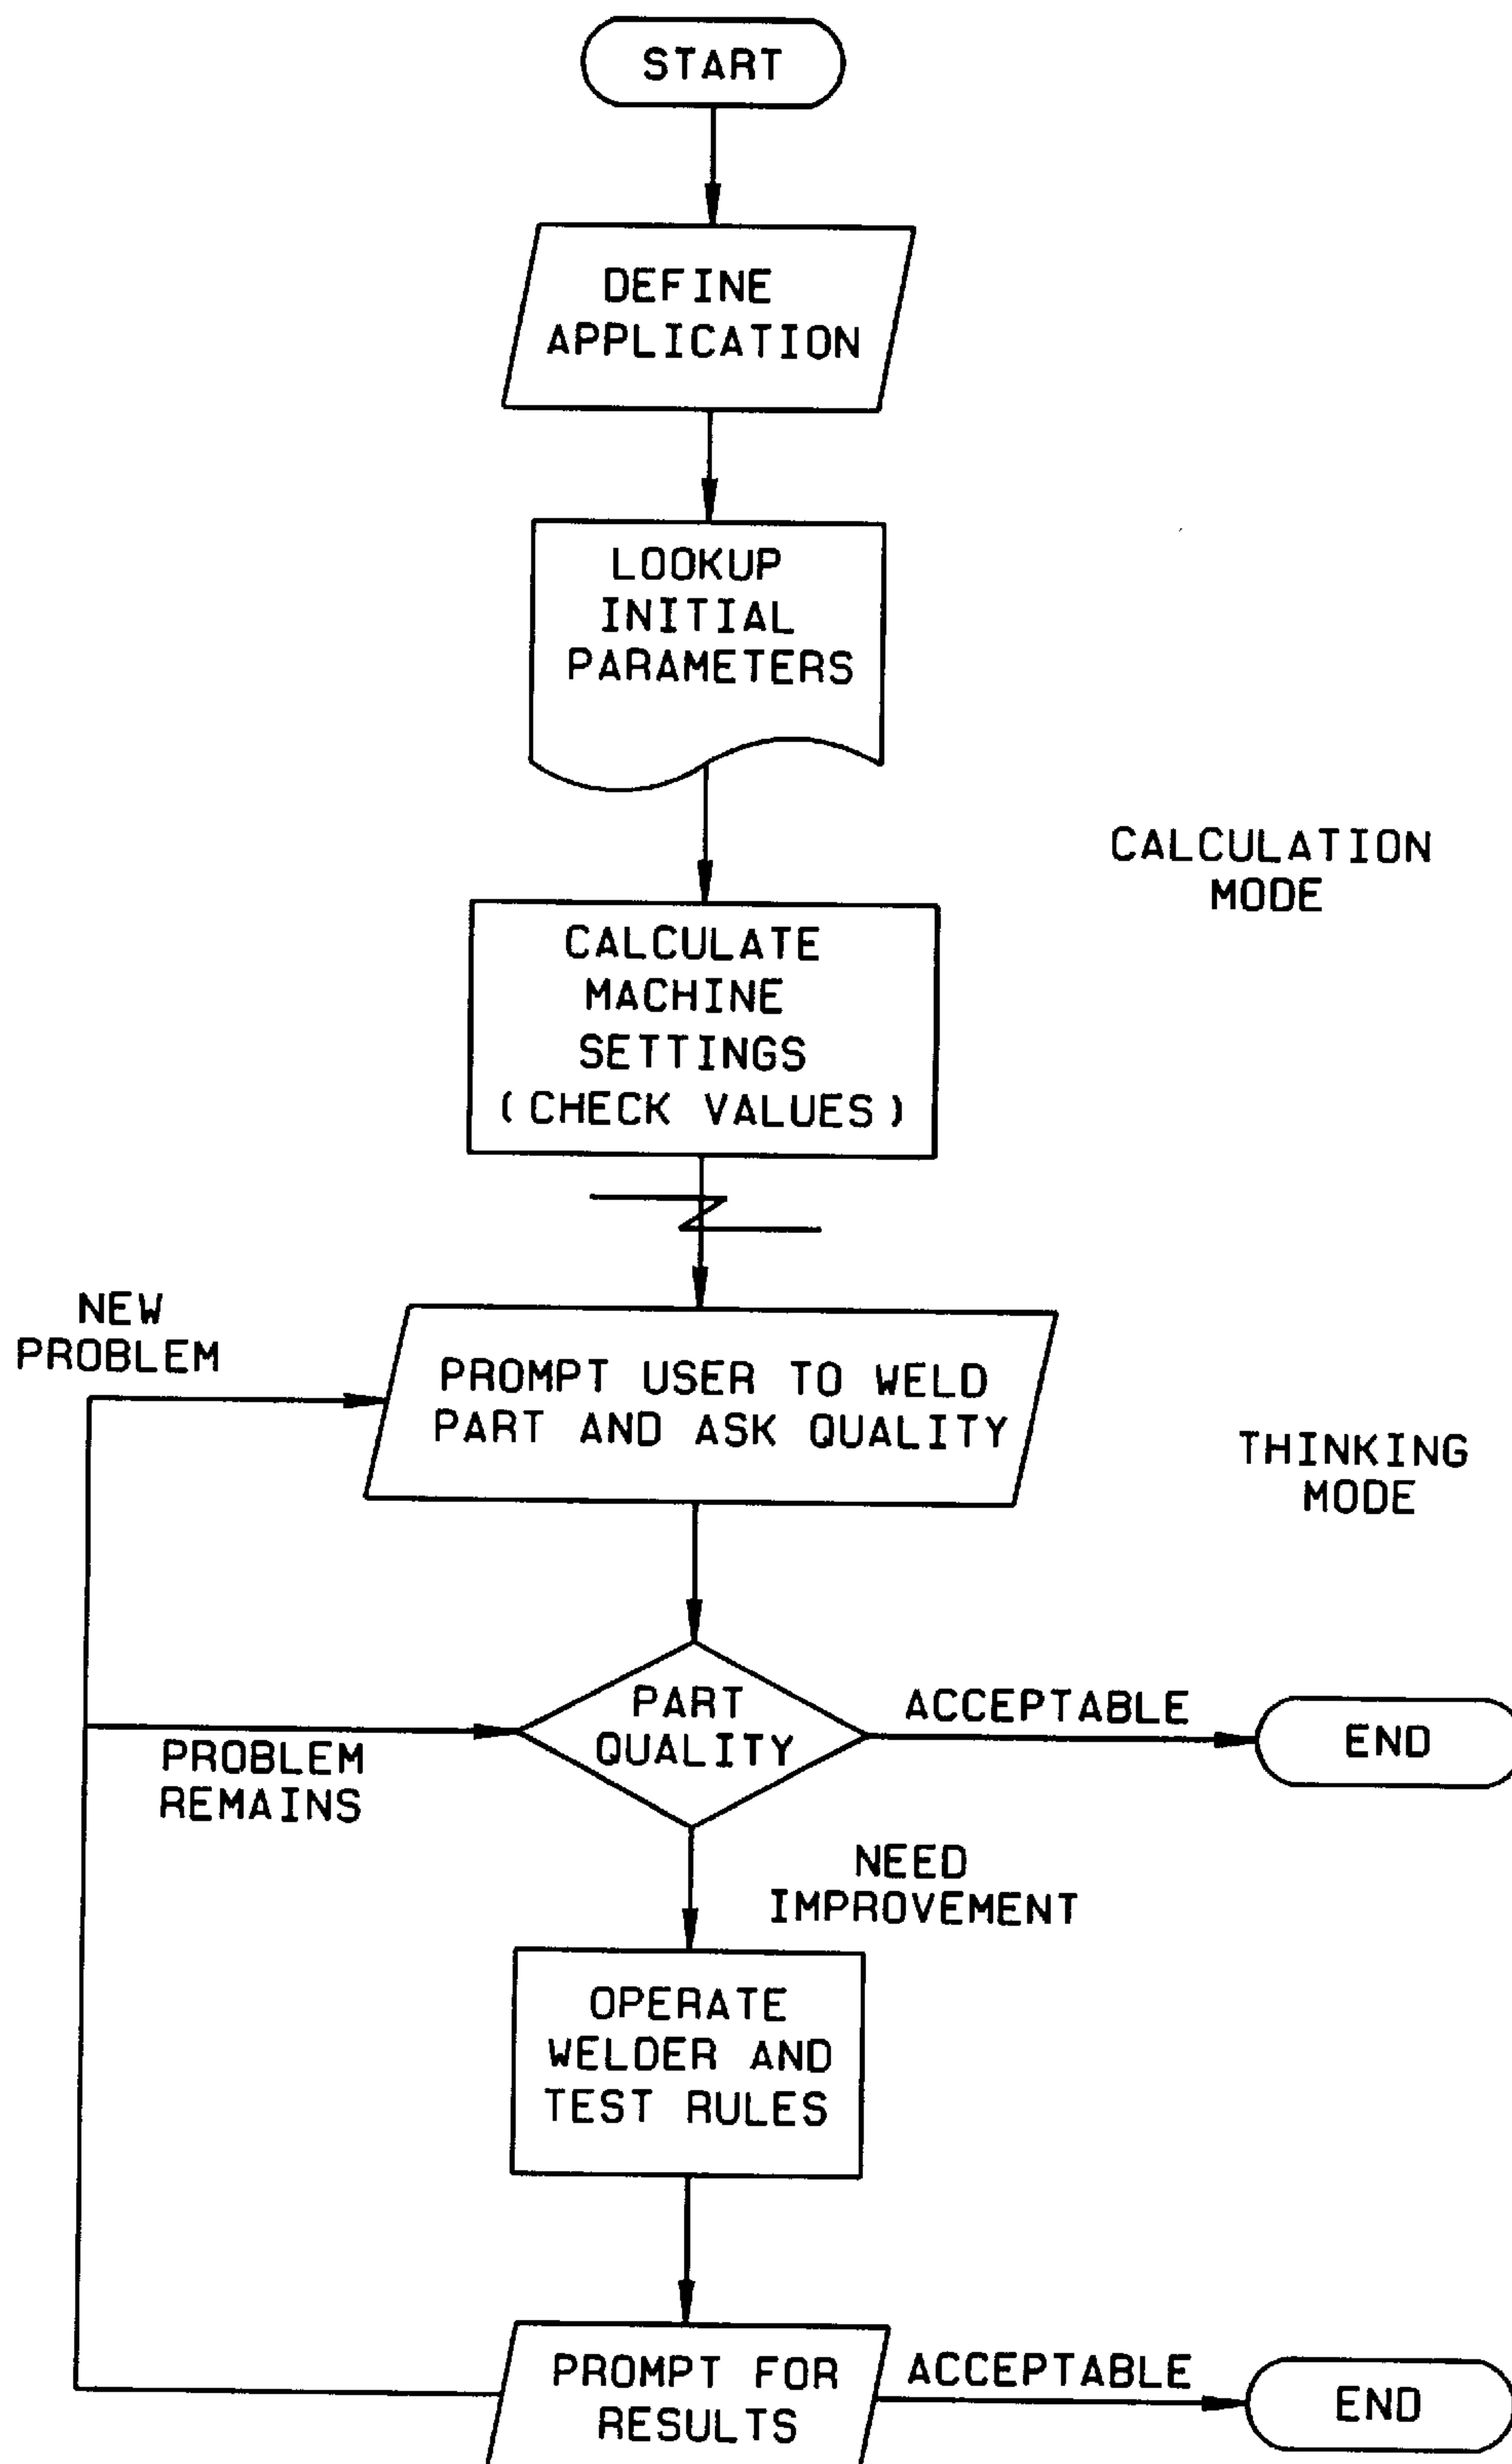 START
DEFINE
APPLICATION
LOOKUP
INITIAL
PARAMETERS
CALCULATION
MODE
CALCULATE
MACHINE
SETTINGS
(CHECK VALUES)
NEW
PROBLEM
PROMPT USER TO WELD
PART AND ASK QUALITY
THINKING
MODE
PART
QUALITY
ACCEPTABLE
END
PROBLEM
REMAINS
NEED
IMPROVEMENT
OPERATE
WELDER AND
TEST RULES
PROMPT FOR
RESULTS
ACCEPTABLE
END